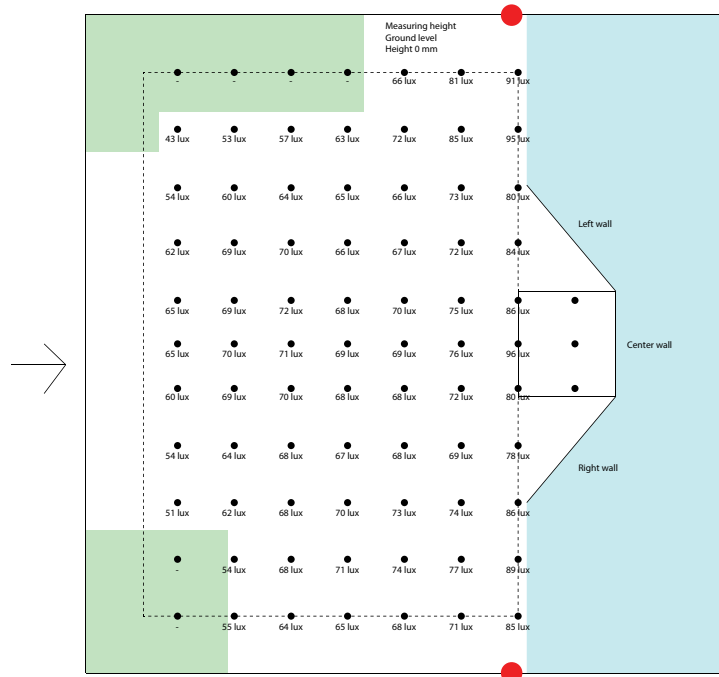 Measuring height
Ground level
Height 0 mm
- - - - 66 lux 81 lux 91 lux
43 lux 53 lux 57 lux 63 lux 72 lux 85 lux 95 lux
54 lux 60 lux 64 lux 65 lux 66 lux 73 lux 80 lux
Left wall
62 lux 69 lux 70 lux 66 lux 67 lux 72 lux 84 lux
65 lux 69 lux 72 lux 68 lux 70 lux 75 lux 86 lux
65 lux 70 lux 71 lux 69 lux 69 lux 76 lux 96 lux
Center wall
60 lux 69 lux 70 lux 68 lux 68 lux 72 lux 80 lux
54 lux 64 lux 68 lux 67 lux 68 lux 69 lux 78 lux
Right wall
51 lux 62 lux 68 lux 70 lux 73 lux 74 lux 86 lux
- 54 lux 68 lux 71 lux 74 lux 77 lux 89 lux
- 55 lux 64 lux 65 lux 68 lux 71 lux 85 lux